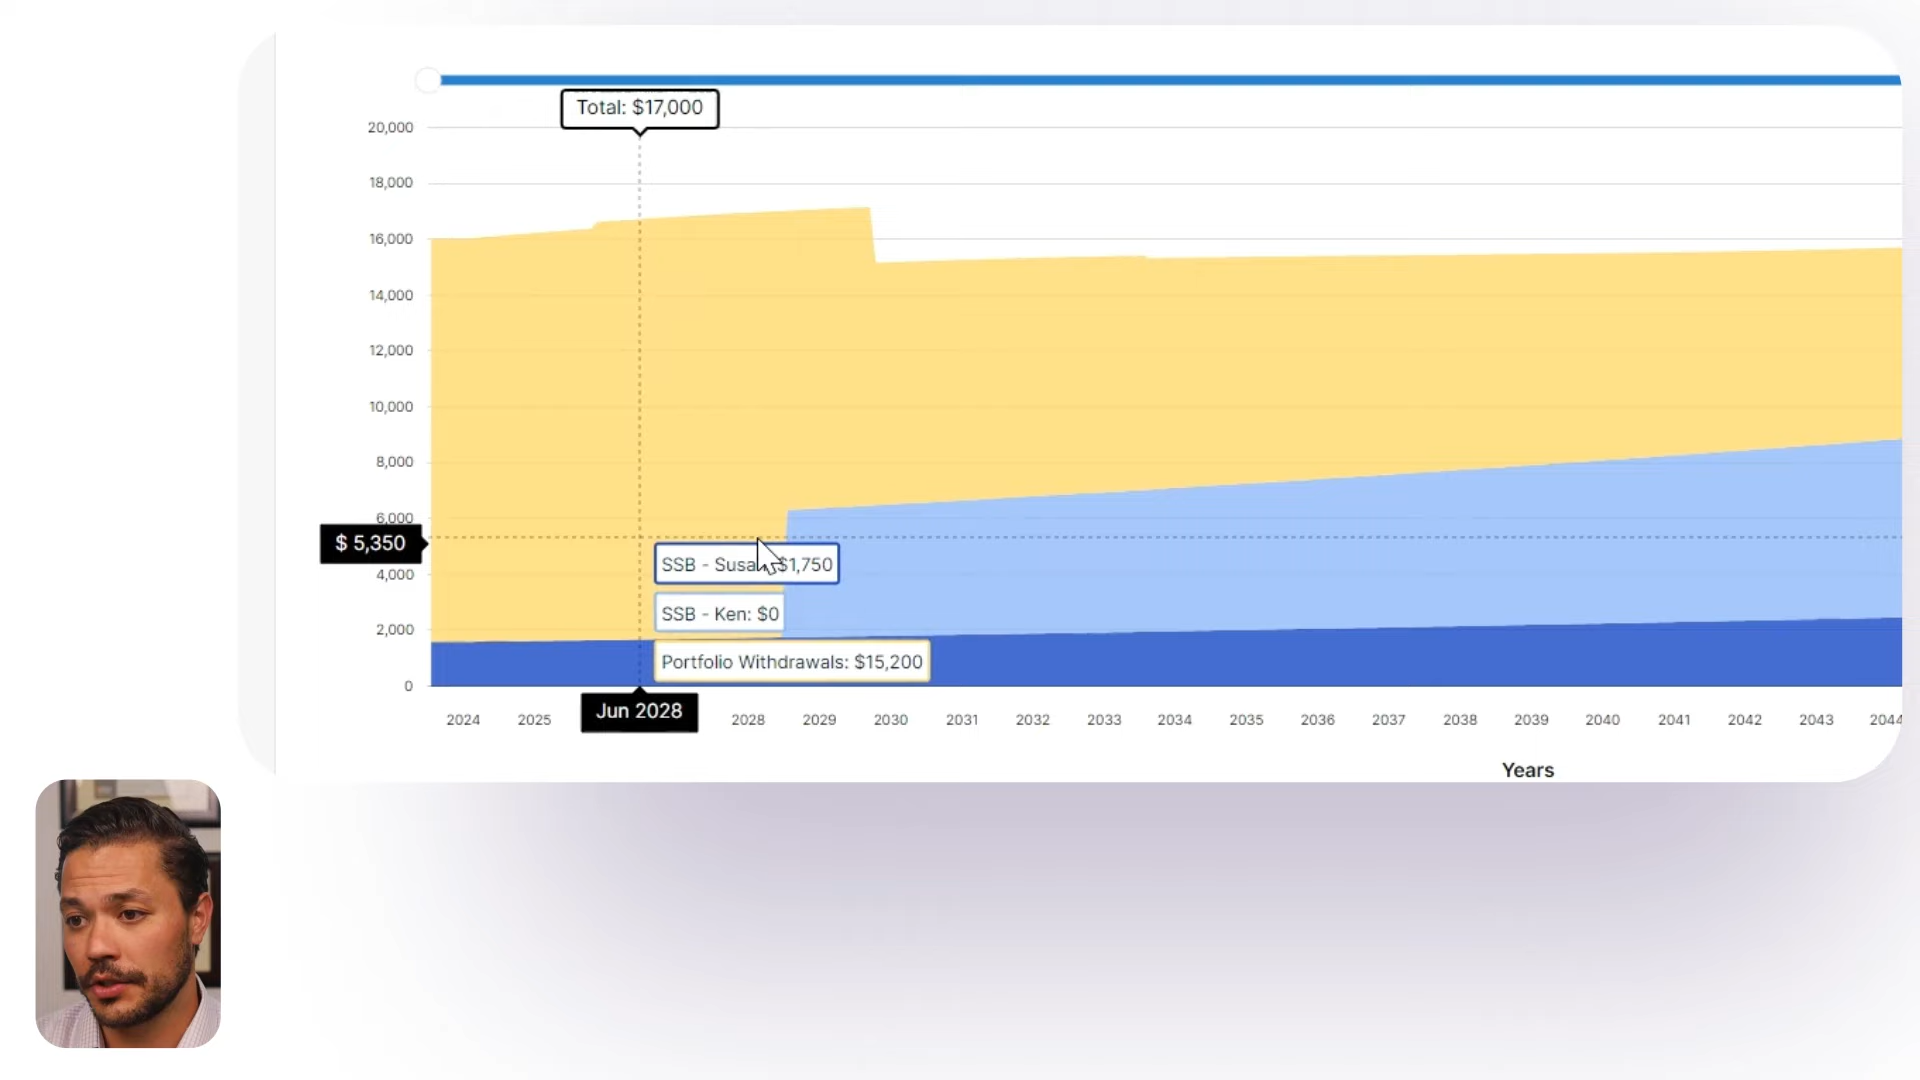 Total: $17,000
20,000
18,000
16,000
14,000
12,000
10,000
8,000
6,000
$ 5,350
4,000
2,000
0
SSB - Susa $1,750
SSB - Ken: $0
Portfolio Withdrawals: $15,200
Jun 2028
2024 2025 2028 2029 2030 2031 2032 2033 2034 2035 2036 2037 2038 2039 2040 2041 2042 2043 2044
Years